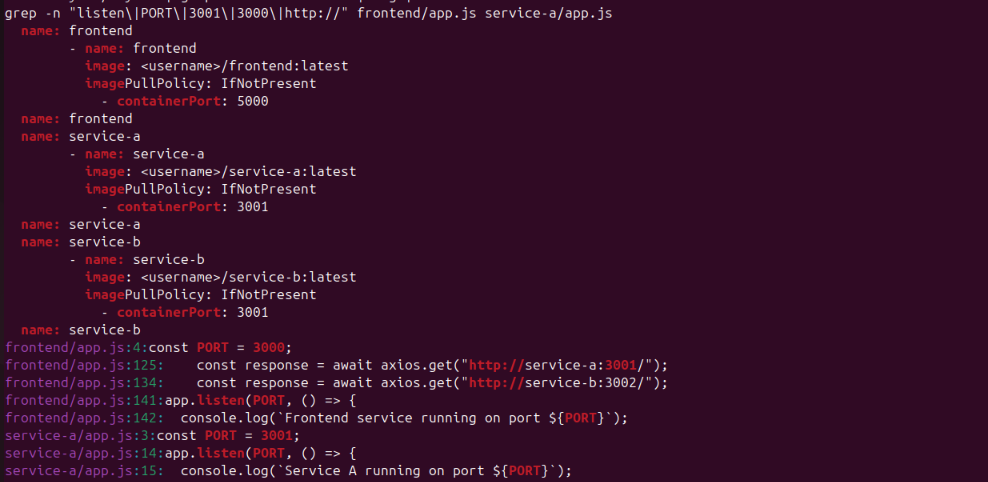 grep -n "listen\|PORT\|3001\|3000\|http://" frontend/app.js service-a/app.js
  name: frontend
        - name: frontend
          image: <username>/frontend:latest
          imagePullPolicy: IfNotPresent
            - containerPort: 5000
  name: frontend
  name: service-a
        - name: service-a
          image: <username>/service-a:latest
          imagePullPolicy: IfNotPresent
            - containerPort: 3001
  name: service-a
  name: service-b
        - name: service-b
          image: <username>/service-b:latest
          imagePullPolicy: IfNotPresent
            - containerPort: 3001
  name: service-b
frontend/app.js:4:const PORT = 3000;
frontend/app.js:125:    const response = await axios.get("http://service-a:3001/");
frontend/app.js:134:    const response = await axios.get("http://service-b:3002/");
frontend/app.js:141:app.listen(PORT, () => {
frontend/app.js:142:  console.log(`Frontend service running on port ${PORT}`);
service-a/app.js:3:const PORT = 3001;
service-a/app.js:14:app.listen(PORT, () => {
service-a/app.js:15:  console.log(`Service A running on port ${PORT}`);